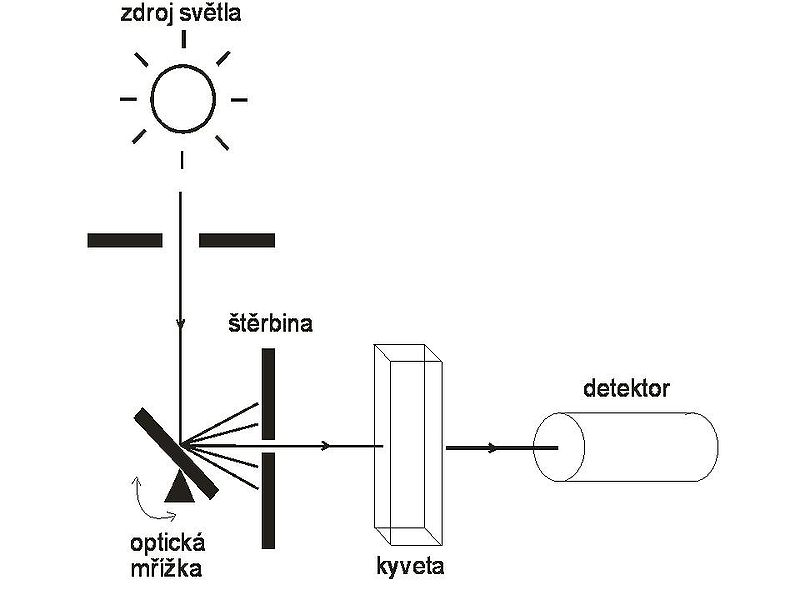 zdroj světla
štěrbina
detektor
optická
mřížka
kyveta